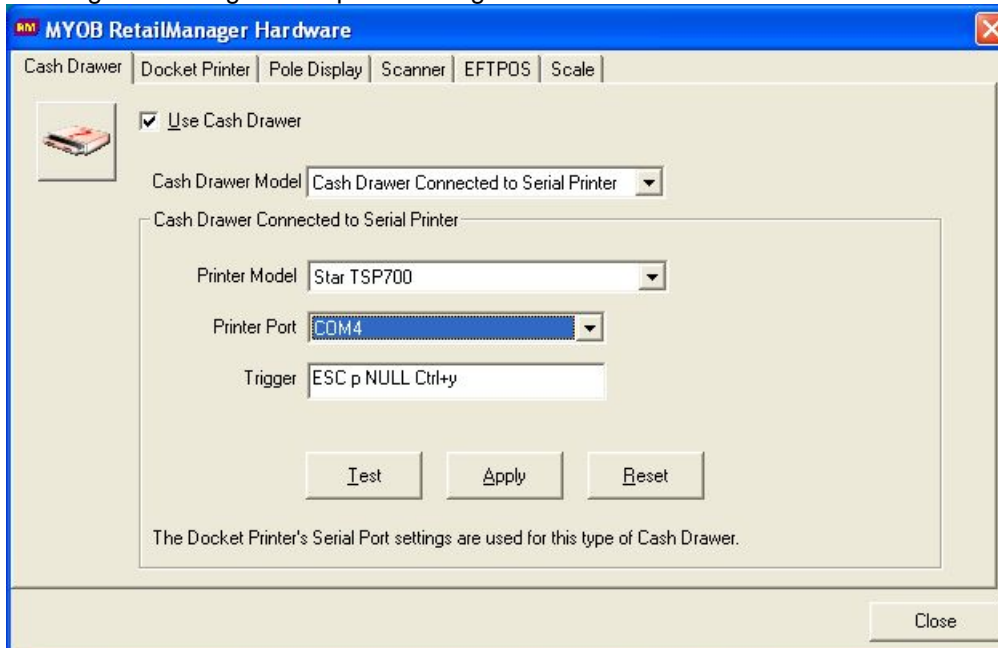 MYOB RetailManager Hardware
Cash Drawer Docket Printer Pole Display Scanner EFTPOS Scale
Use Cash Drawer
Cash Drawer Model Cash Drawer Connected to Serial Printer
Cash Drawer Connected to Serial Printer
Printer Model Star TSP700
Printer Port COM4
Trigger ESC p NULL Ctrl+y
Test Apply Reset
The Docket Printer's Serial Port settings are used for this type of Cash Drawer.
Close